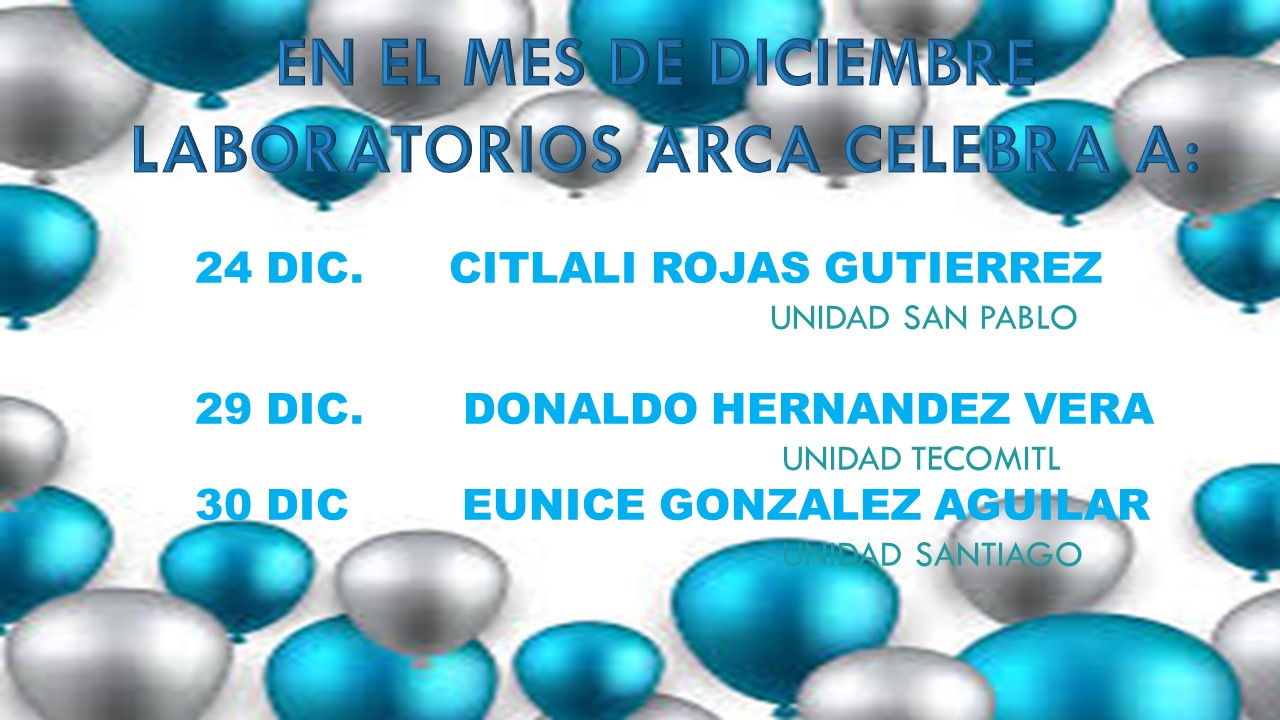 EN EL MES DE DICIEMBRE
LABORATORIOS ARCA CELEBRA A:
24 DIC. CITLALI ROJAS GUTIERREZ
UNIDAD SAN PABLO
29 DIC. DONALDO HERNANDEZ VERA
UNIDAD TECOMITL
30 DIC EUNICE GONZALEZ AGUILAR
UNIDAD SANTIAGO